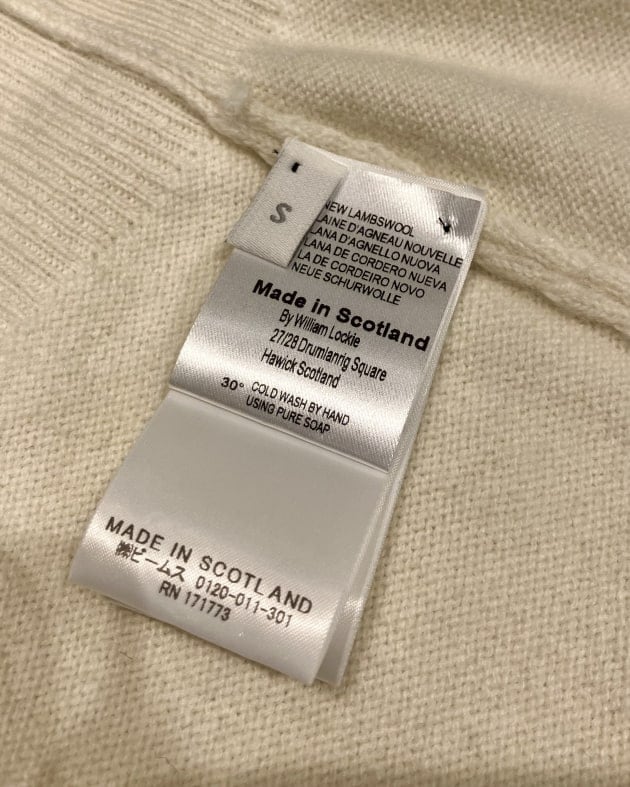 S
NEW LAMBSWOOL
LAINE D'AGNEAU NOUVELLE
LANA D'AGNELLO NUOVA
LANA DE CORDERO NUEVA
LA DE CORDEIRO NOVO
NEUE SCHURWOLLE
Made in Scotland
By William Lockie
27/28 Drumlanrig Square
Hawick Scotland
30° COLD WASH BY HAND
USING PURE SOAP
MADE IN SCOTLAND
㈱ビームス 0120-011-301
RN 171773